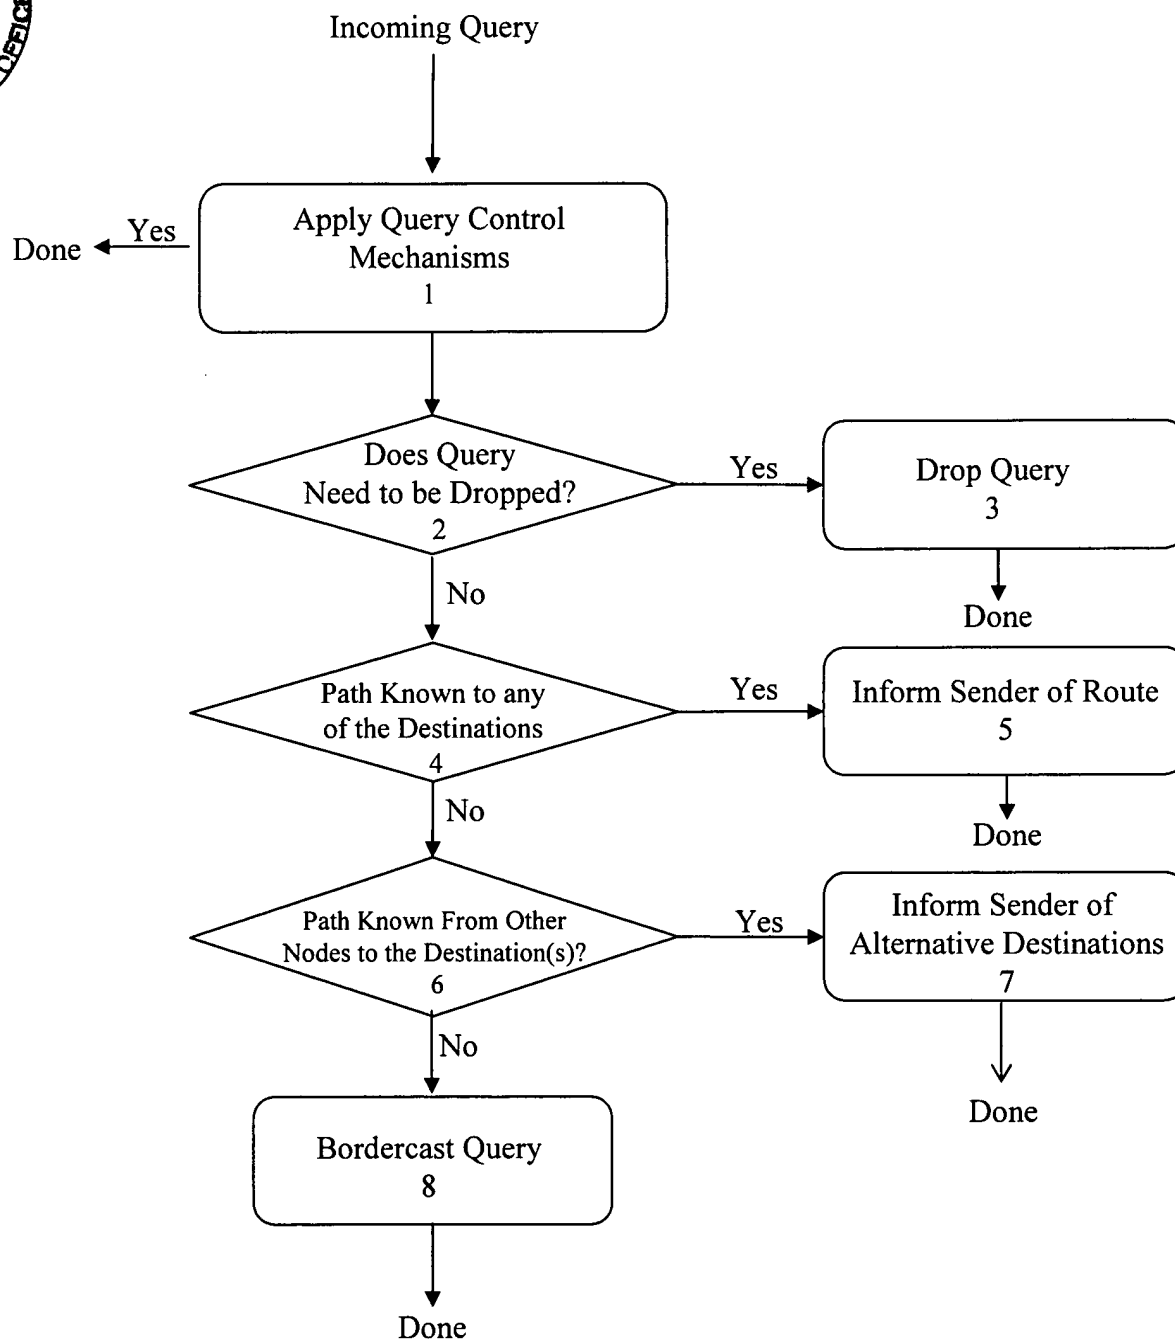 OFFICE
Incoming Query
Apply Query Control
Mechanisms
1
Yes
Done
Does Query
Need to be Dropped?
2
Yes
Drop Query
3
Done
No
Path Known to any
of the Destinations
4
Yes
Inform Sender of Route
5
Done
No
Path Known From Other
Nodes to the Destination(s)?
6
Yes
Inform Sender of
Alternative Destinations
7
Done
No
Bordercast Query
8
Done